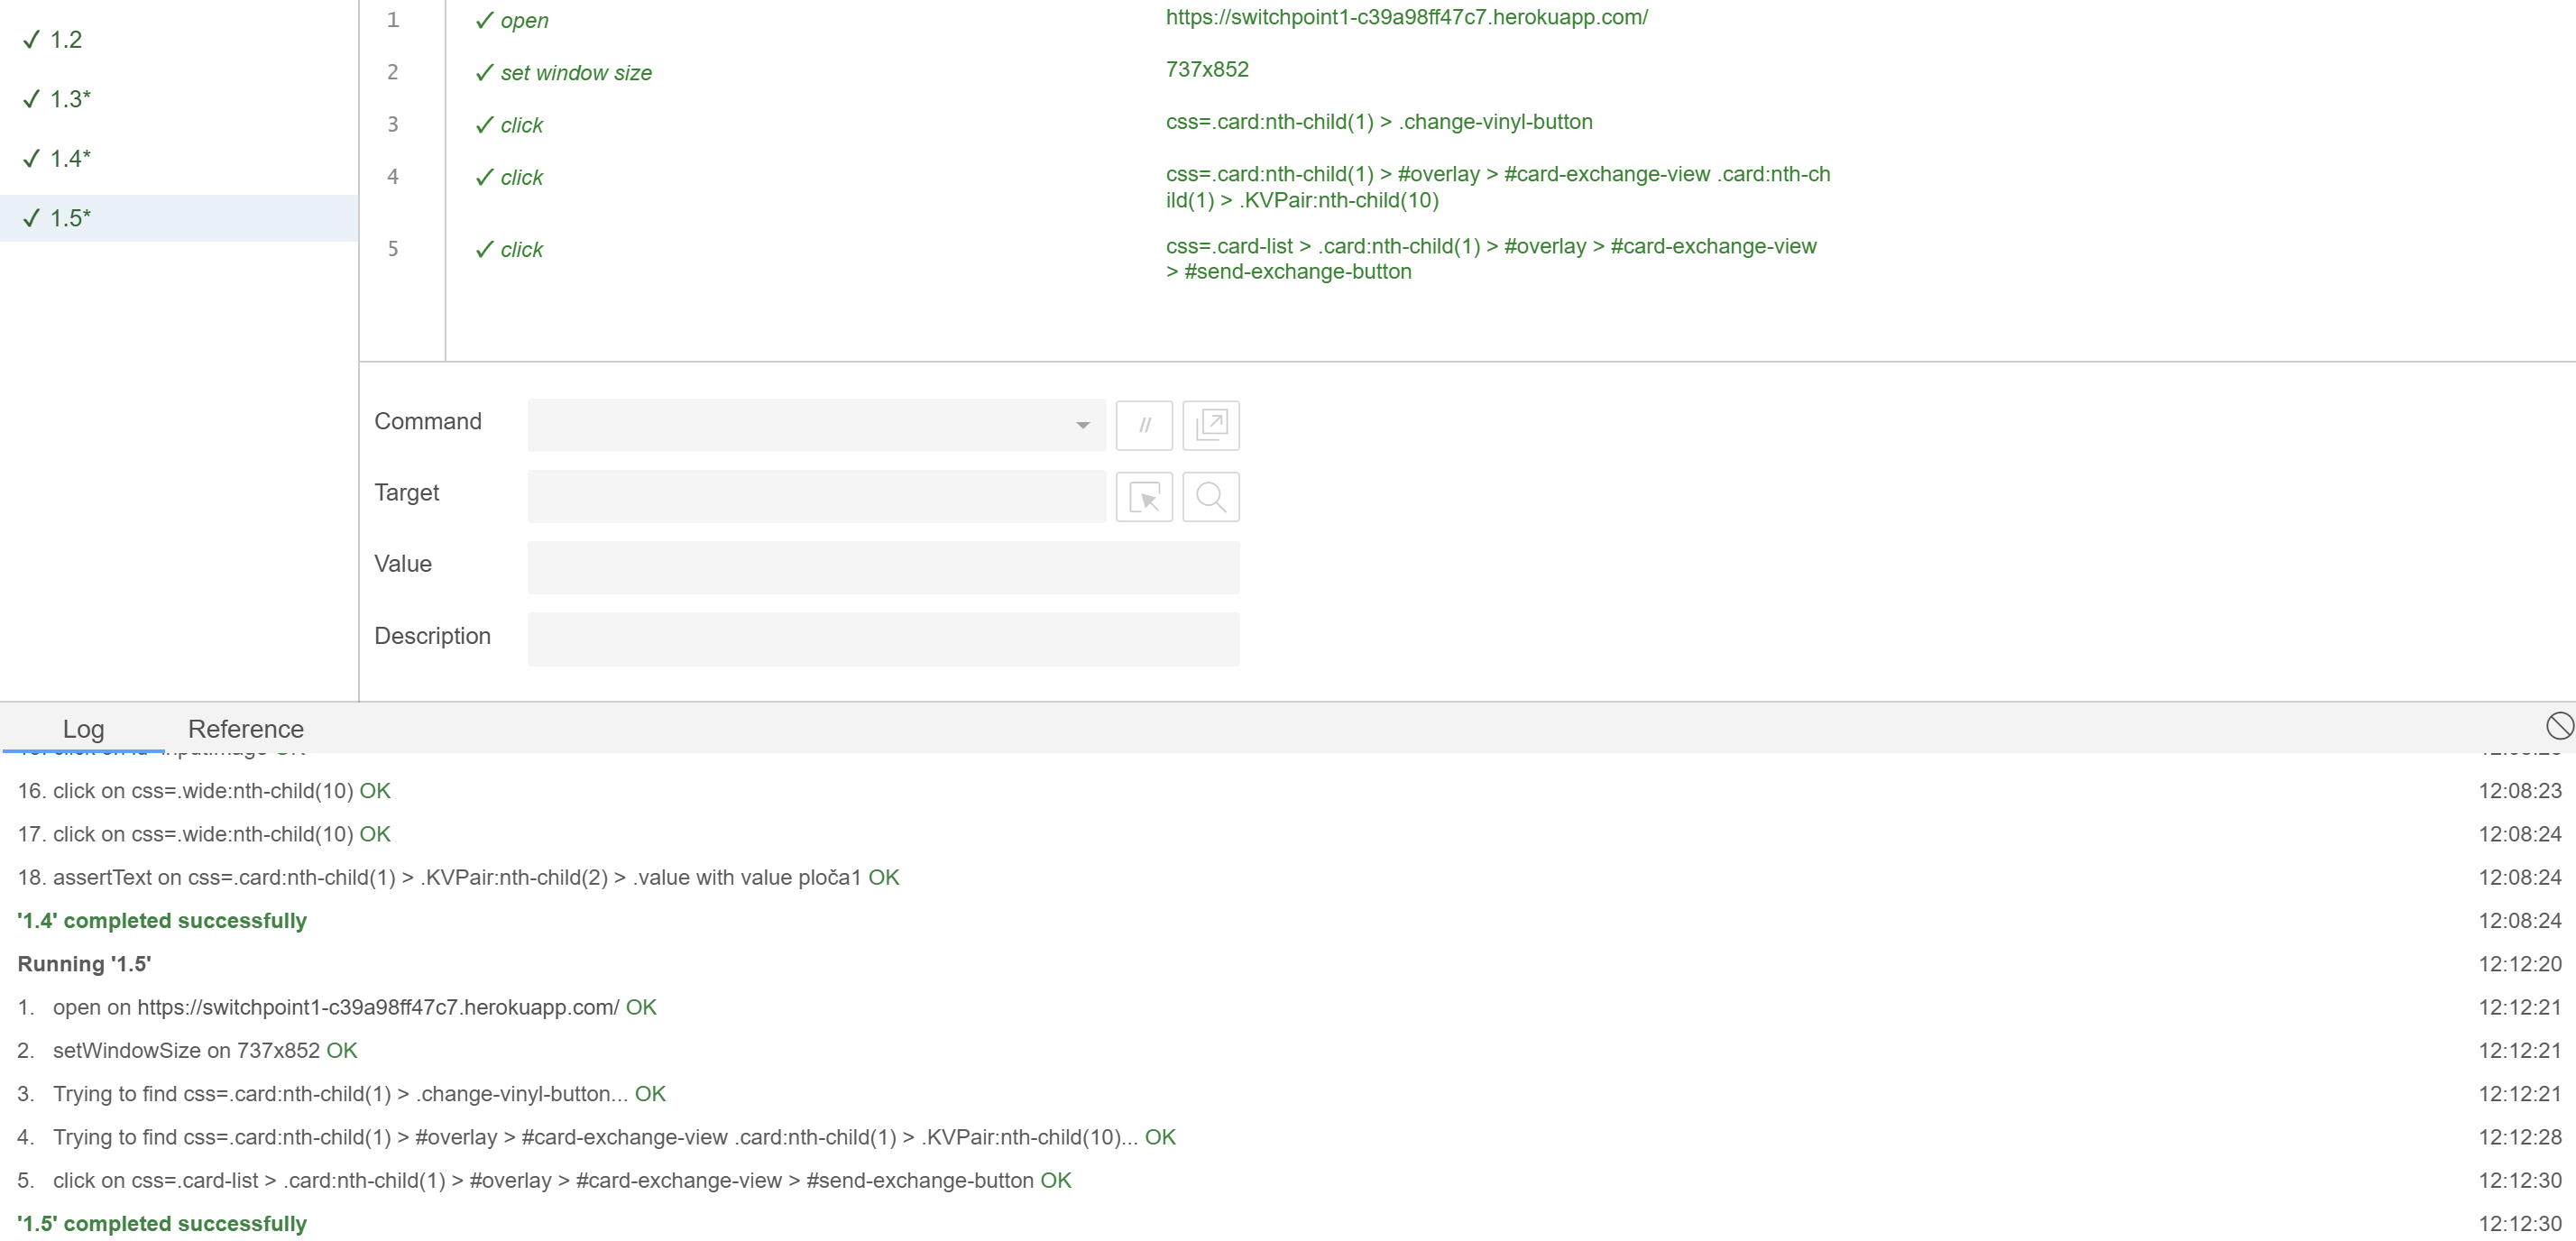 ✓ 1.2
✓ 1.3*
✓ 1.4*
✓ 1.5*
1 ✓ open https://switchpoint1-c39a98ff47c7.herokuapp.com/
2 ✓ set window size 737x852
3 ✓ click css=.card:nth-child(1) > .change-vinyl-button
4 ✓ click css=.card:nth-child(1) > #overlay > #card-exchange-view .card:nth-ch
ild(1) > .KVPair:nth-child(10)
5 ✓ click css=.card-list > .card:nth-child(1) > #overlay > #card-exchange-view
> #send-exchange-button
Command //
Target
Value
Description
Log Reference
16. click on css=.wide:nth-child(10) OK 12:08:23
17. click on css=.wide:nth-child(10) OK 12:08:24
18. assertText on css=.card:nth-child(1) > .KVPair:nth-child(2) > .value with value ploča1 OK 12:08:24
'1.4' completed successfully 12:08:24
Running '1.5' 12:12:20
1. open on https://switchpoint1-c39a98ff47c7.herokuapp.com/ OK 12:12:21
2. setWindowSize on 737x852 OK 12:12:21
3. Trying to find css=.card:nth-child(1) > .change-vinyl-button... OK 12:12:21
4. Trying to find css=.card:nth-child(1) > #overlay > #card-exchange-view .card:nth-child(1) > .KVPair:nth-child(10)... OK 12:12:28
5. click on css=.card-list > .card:nth-child(1) > #overlay > #card-exchange-view > #send-exchange-button OK 12:12:30
'1.5' completed successfully 12:12:30